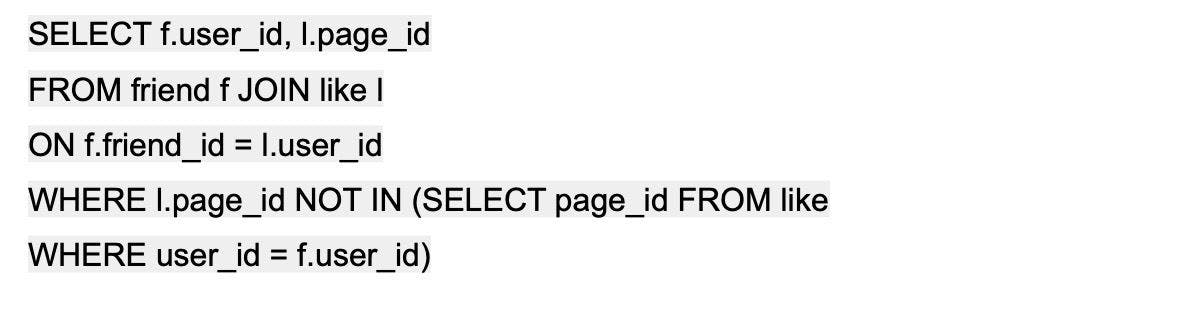 SELECT f.user_id, l.page_id
FROM friend f JOIN like l
ON f.friend_id = l.user_id
WHERE l.page_id NOT IN (SELECT page_id FROM like
WHERE user_id = f.user_id)